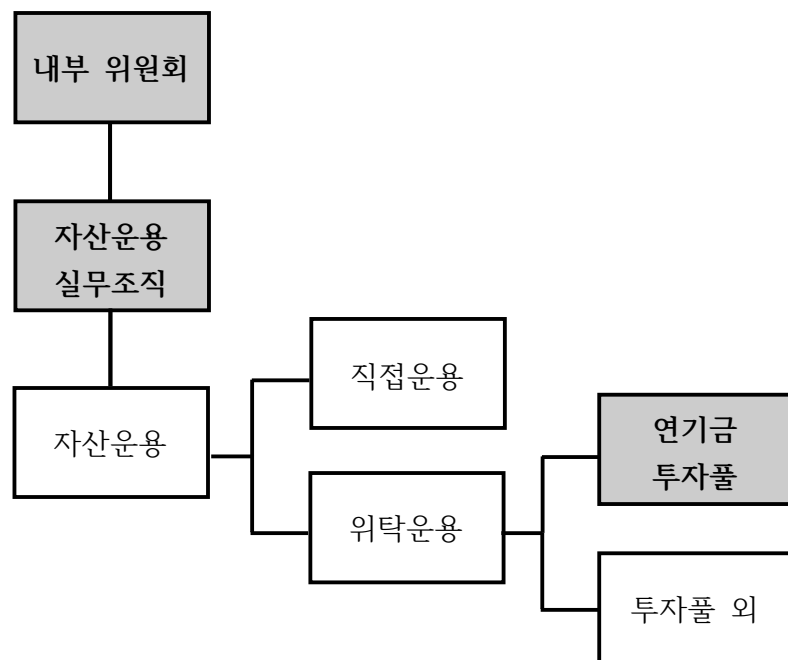 내부 위원회
자산운용
실무조직
직접운용
자산운용
연기금
투자풀
위탁운용
투자풀 외